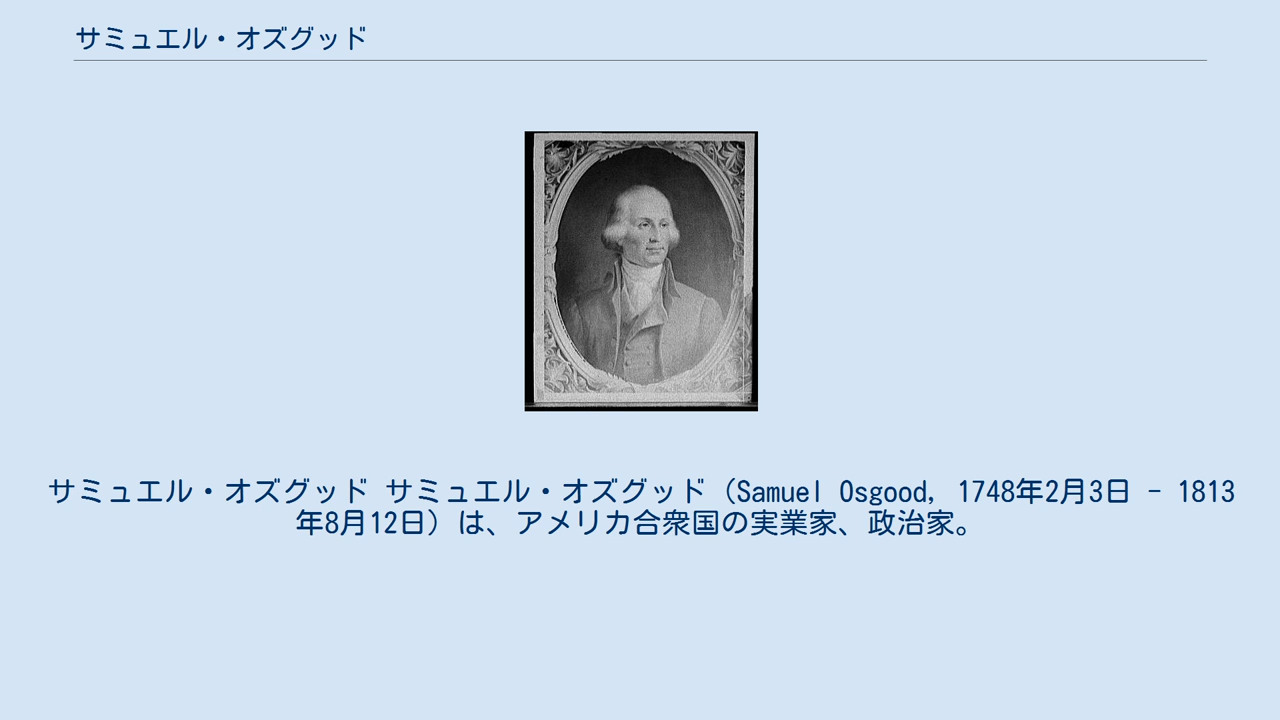 サミュエル・オズグッド
サミュエル・オズグッド サミュエル・オズグッド（Samuel Osgood, 1748年2月3日 - 1813
年8月12日）は、アメリカ合衆国の実業家、政治家。